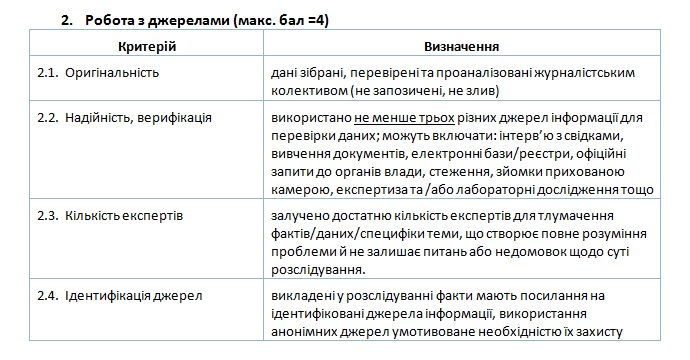 2. Робота з джерелами (макс. бал =4)
Критерій
Визначення
2.1. Оригінальність
дані зібрані, перевірені та проаналізовані журналістським
колективом (не запозичені, не злив)
2.2. Надійність, верифікація
використано не менше трьох різних джерел інформації для
перевірки даних; можуть включати: інтерв’ю з свідками,
вивчення документів, електронні бази/реєстри, офіційні
запити до органів влади, стеження, зйомки прихованою
камерою, експертиза та /або лабораторні дослідження тощо
2.3. Кількість експертів
залучено достатню кількість експертів для тлумачення
фактів/даних/специфіки теми, що створює повне розуміння
проблеми й не залишає питань або недомовок щодо суті
розслідування.
2.4. Ідентифікація джерел
викладені у розслідуванні факти мають посилання на
ідентифіковані джерела інформації, використання
анонімних джерел умотивоване необхідністю їх захисту